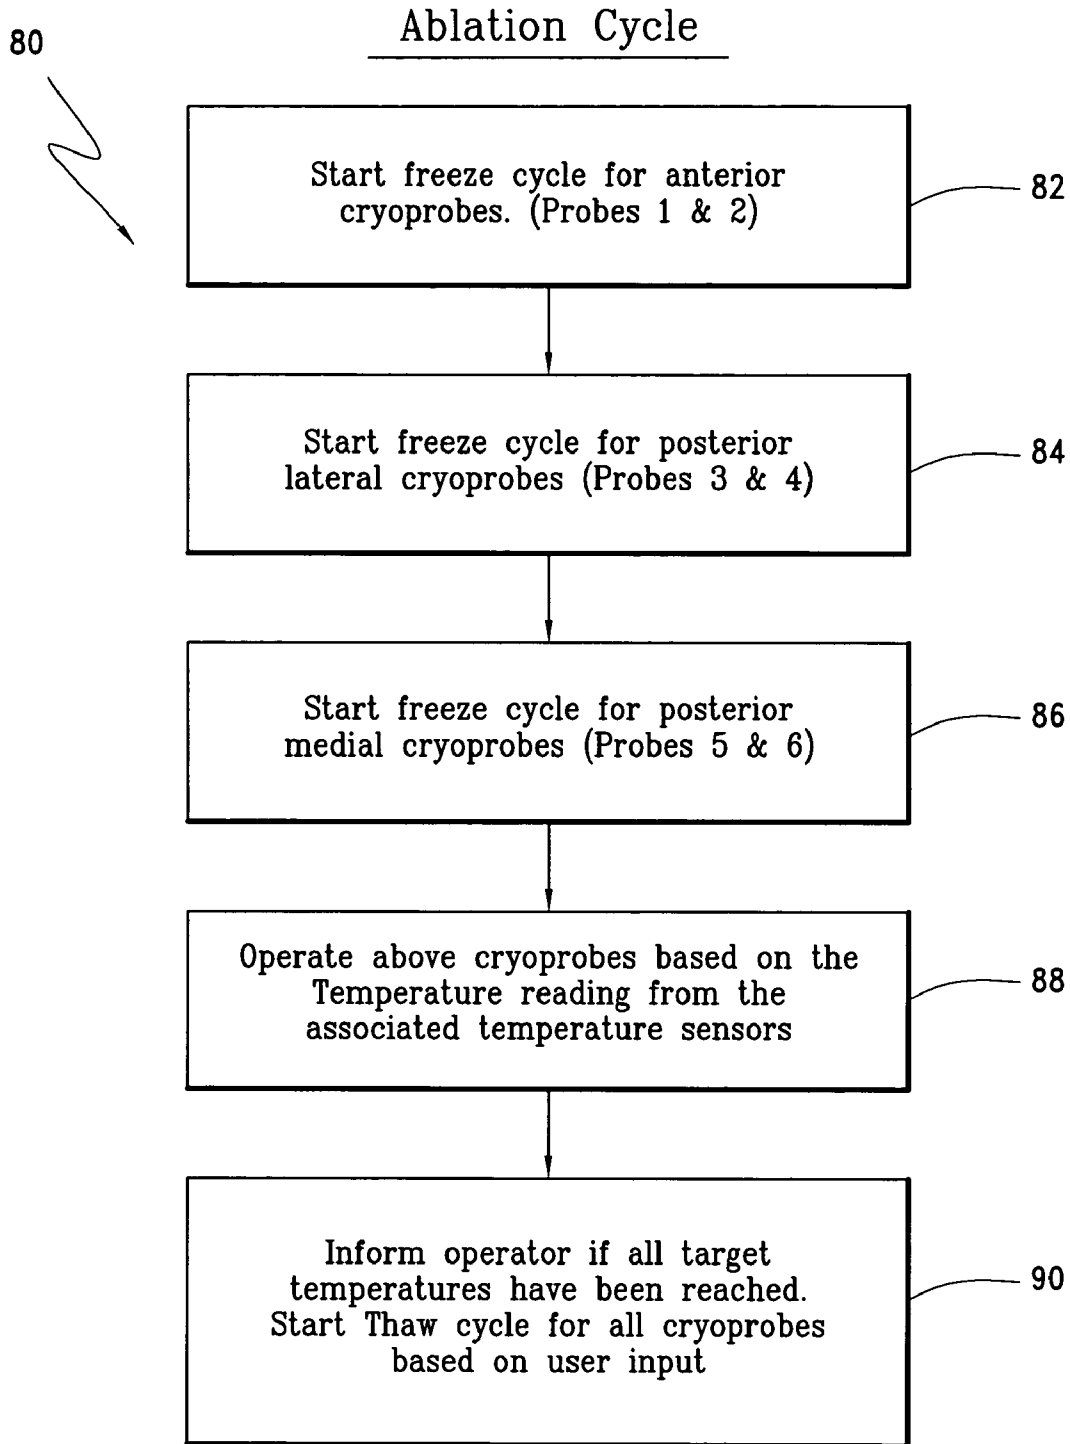 Ablation Cycle
80
Start freeze cycle for anterior
cryoprobes. (Probes 1 & 2)
82
Start freeze cycle for posterior
lateral cryoprobes (Probes 3 & 4)
84
Start freeze cycle for posterior
medial cryoprobes (Probes 5 & 6)
86
Operate above cryoprobes based on the
Temperature reading from the
associated temperature sensors
88
Inform operator if all target
temperatures have been reached.
Start Thaw cycle for all cryoprobes
based on user input
90